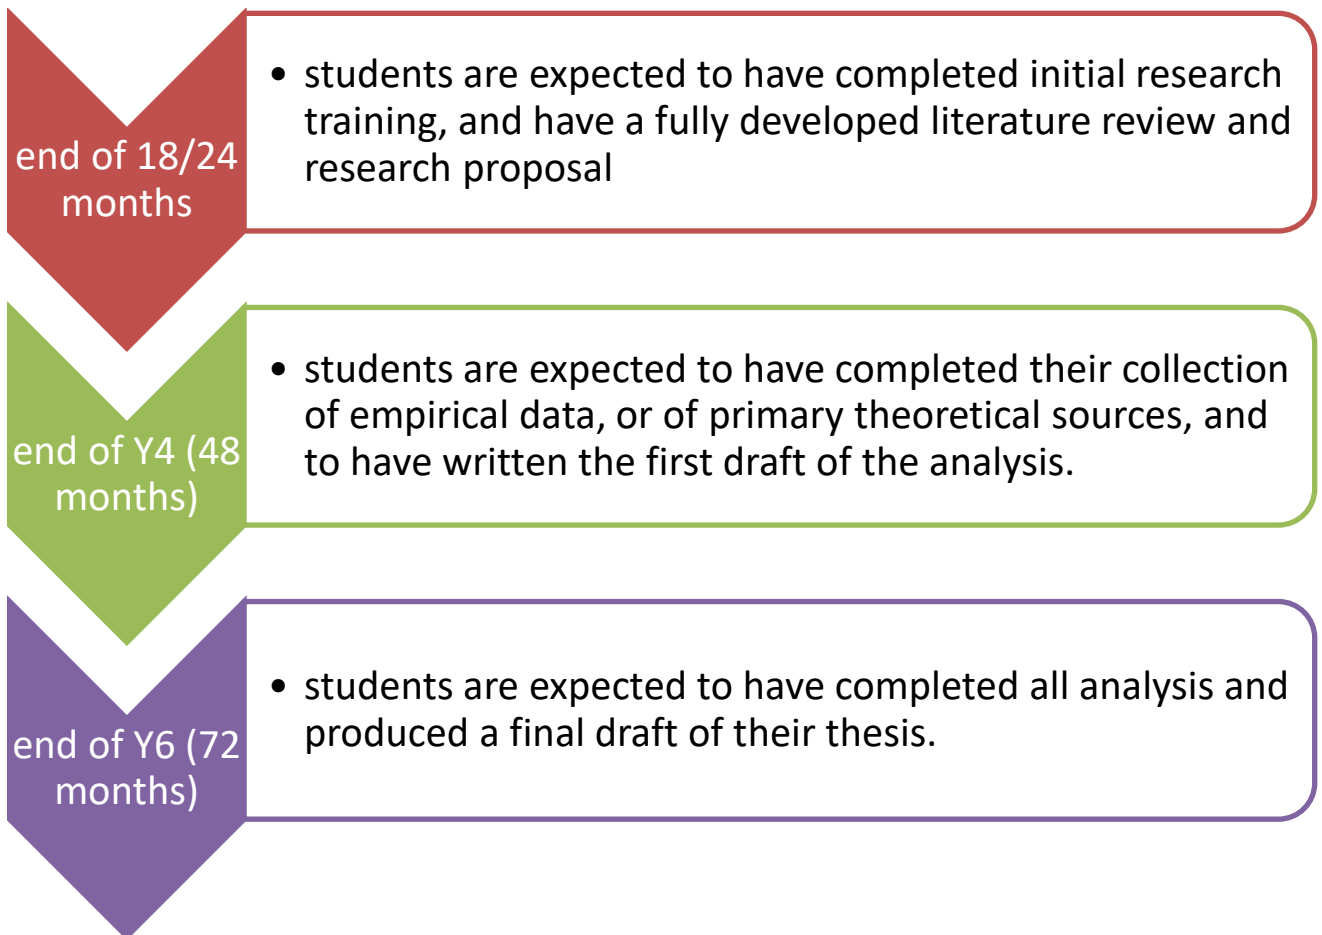 end of 18/24
months
• students are expected to have completed initial research
training, and have a fully developed literature review and
research proposal
end of Y4 (48
months)
• students are expected to have completed their collection
of empirical data, or of primary theoretical sources, and
to have written the first draft of the analysis.
end of Y6 (72
months)
• students are expected to have completed all analysis and
produced a final draft of their thesis.